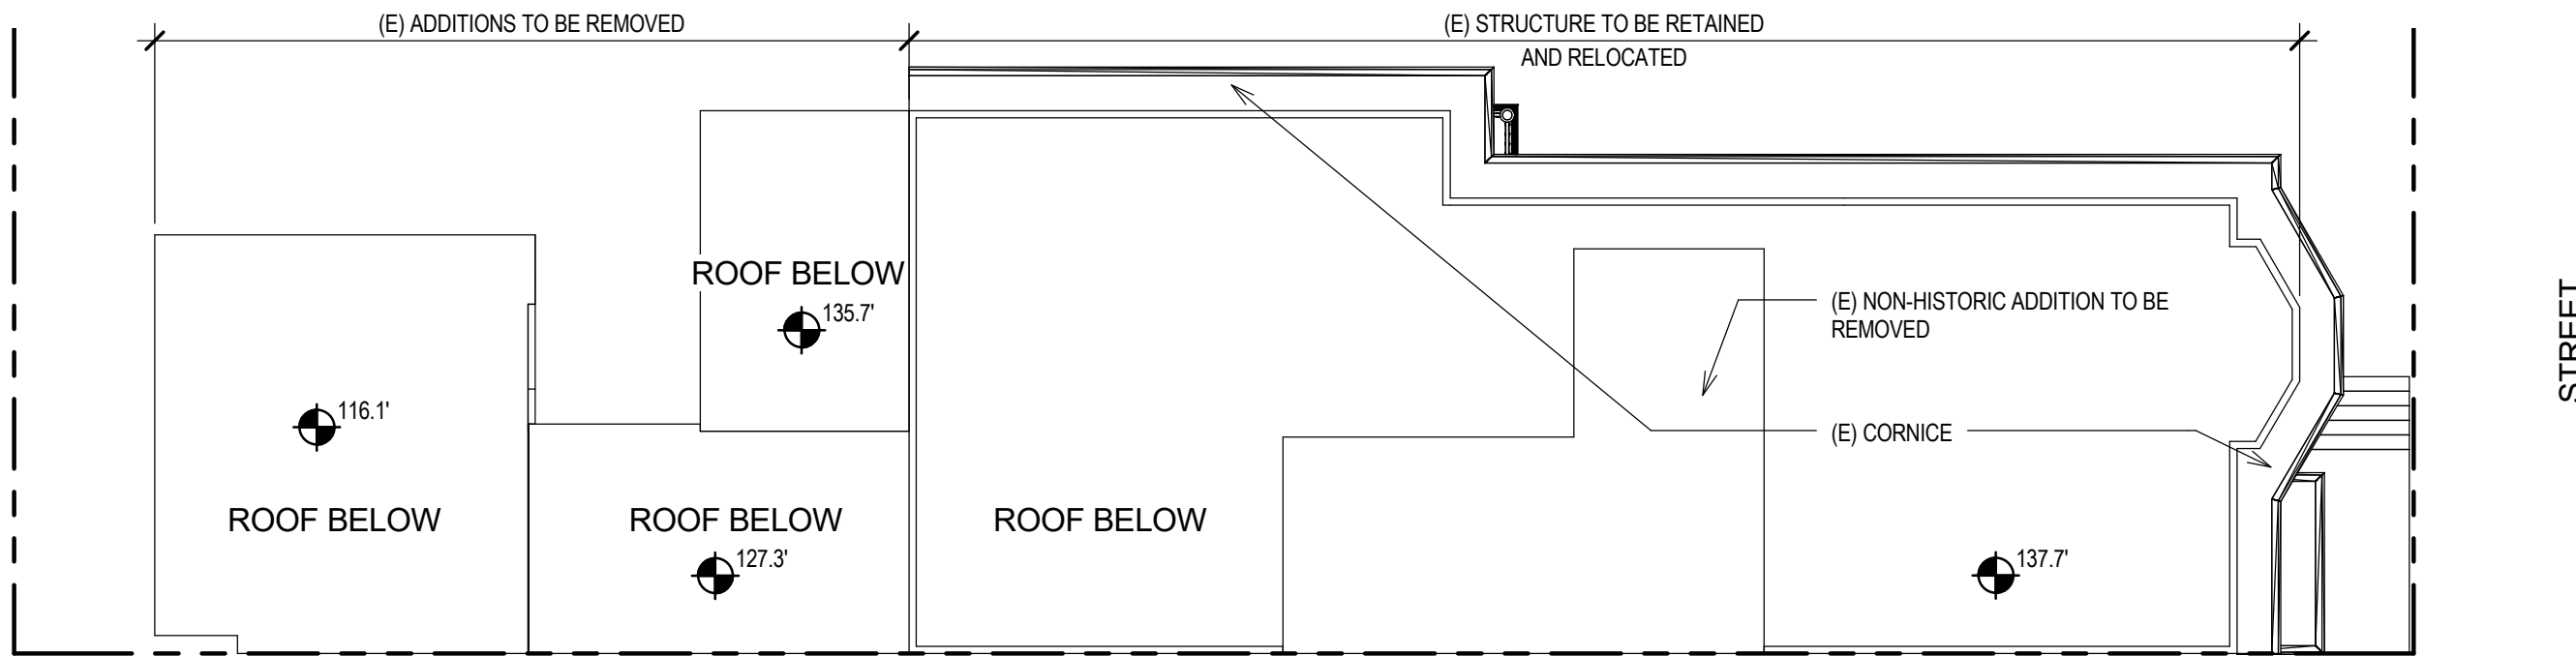 (E) ADDITIONS TO BE REMOVED
(E) STRUCTURE TO BE RETAINED
AND RELOCATED
ROOF BELOW
135.7'
(E) NON-HISTORIC ADDITION TO BE
REMOVED
STREET
116.1'
(E) CORNICE
ROOF BELOW
ROOF BELOW
ROOF BELOW
127.3'
137.7'